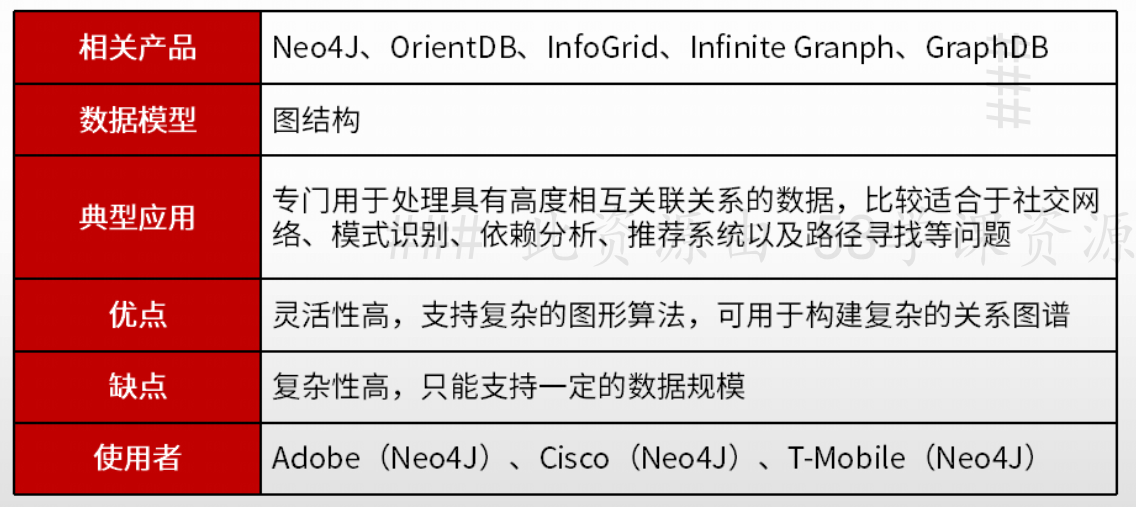 相关产品
Neo4J、OrientDB、InfoGrid、Infinite Granph、GraphDB
数据模型
图结构
典型应用
专门用于处理具有高度相互关联关系的数据，比较适合于社交网
络、模式识别、依赖分析、推荐系统以及路径寻找等问题
优点
灵活性高，支持复杂的图形算法，可用于构建复杂的关系图谱
缺点
复杂性高，只能支持一定的数据规模
使用者
Adobe（Neo4J）、Cisco（Neo4J）、T-Mobile（Neo4J）